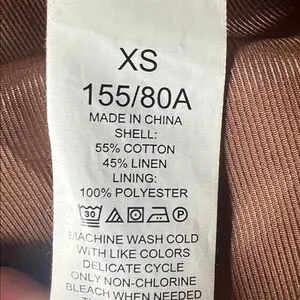 XS
155/80A
MADE IN CHINA
SHELL:
55% COTTON
45% LINEN
LINING:
100% POLYESTER
30 P
MACHINE WASH COLD
WITH LIKE COLORS
DELICATE CYCLE
ONLY NON-CHLORINE
BLEACH WHEN NEEDED